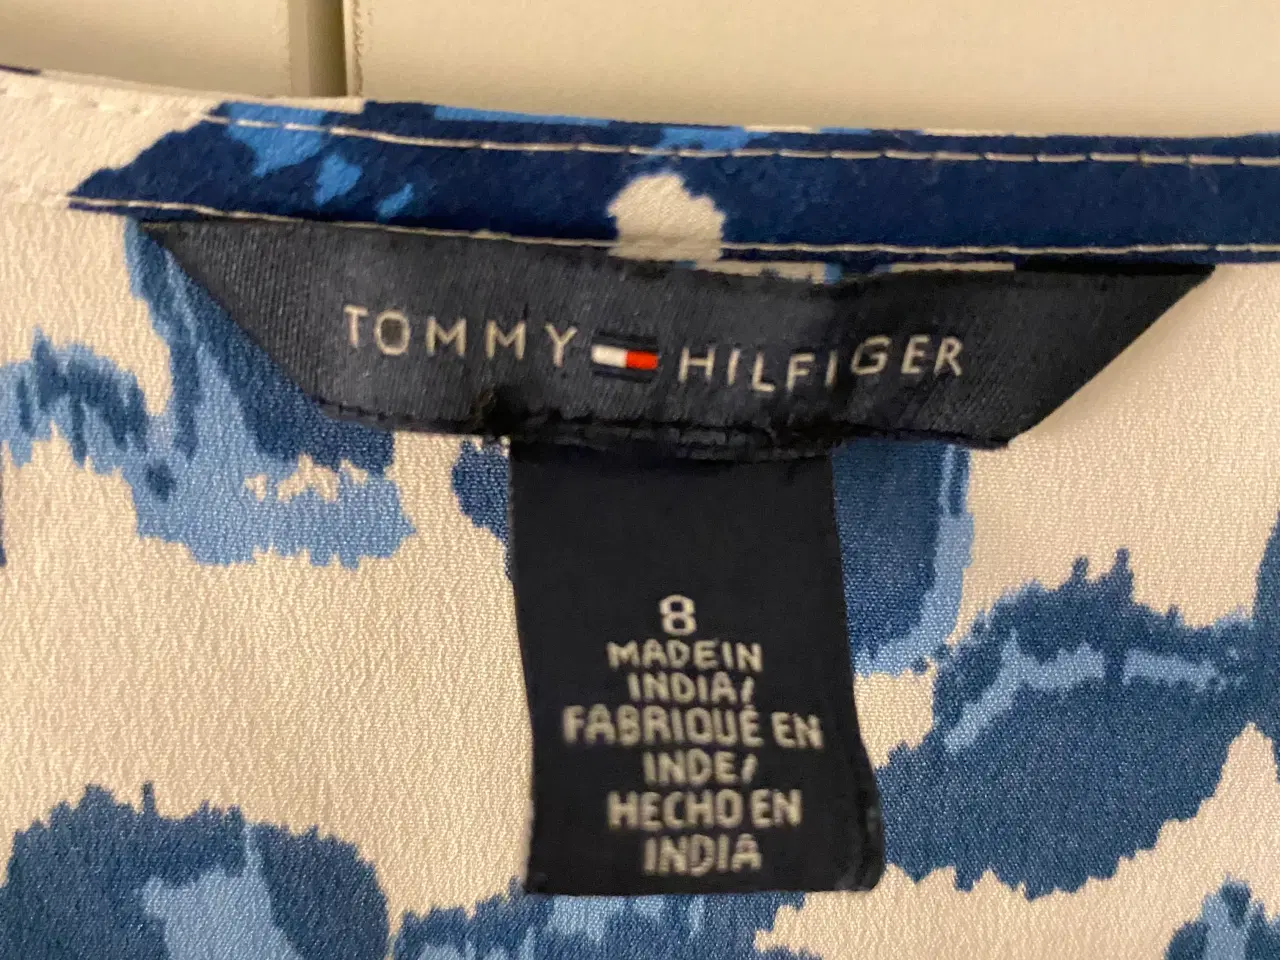 TOMMY HILFIGER
8
MADE IN
INDIA/
FABRIQUÉ EN
INDE/
HECHO EN
INDIA